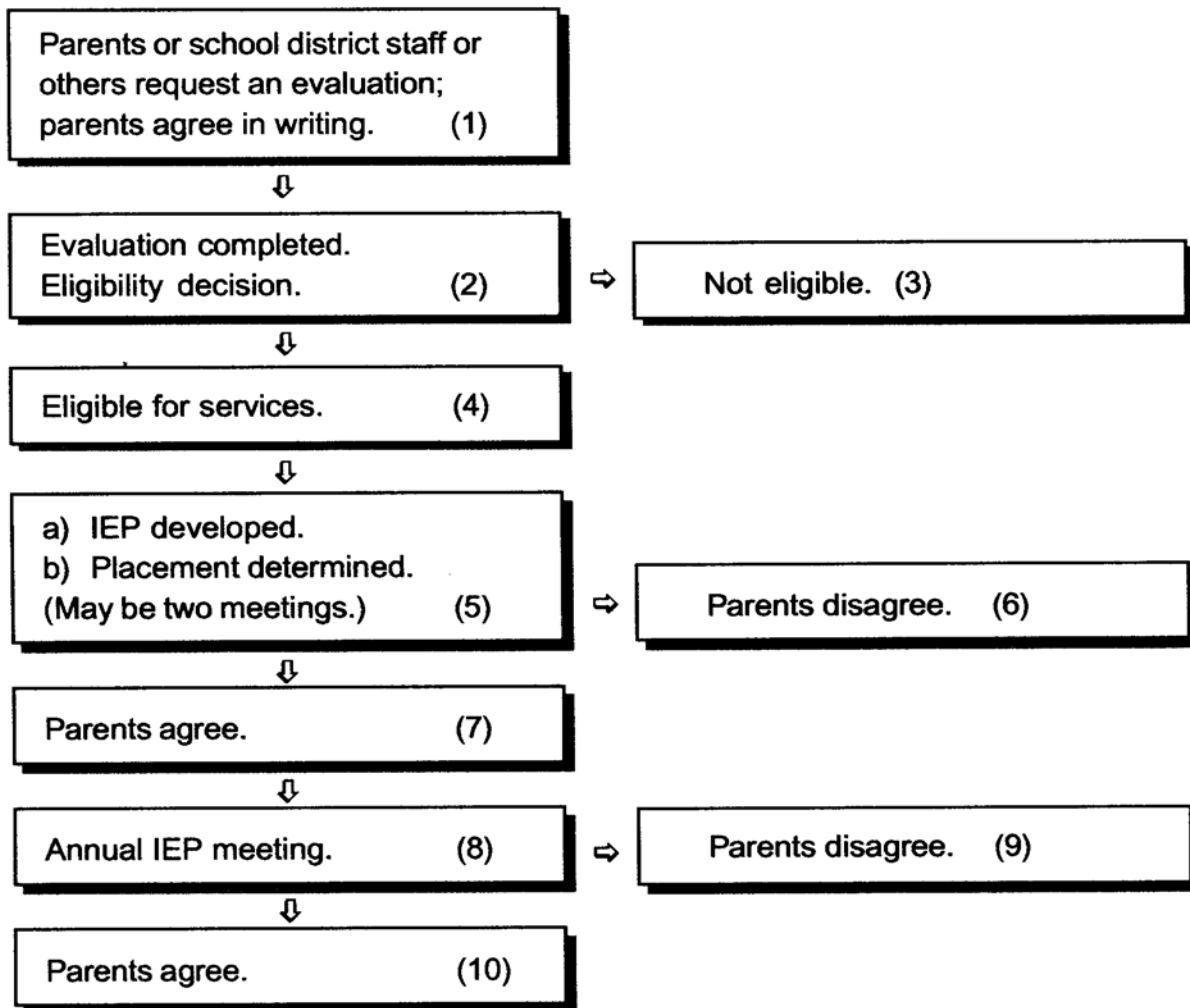 Parents or school district staff or
others request an evaluation;
parents agree in writing. (1)
Evaluation completed.
Eligibility decision. (2)
Not eligible. (3)
Eligible for services. (4)
a) IEP developed.
b) Placement determined.
(May be two meetings.) (5)
Parents disagree. (6)
Parents agree. (7)
Annual IEP meeting. (8)
Parents disagree. (9)
Parents agree. (10)